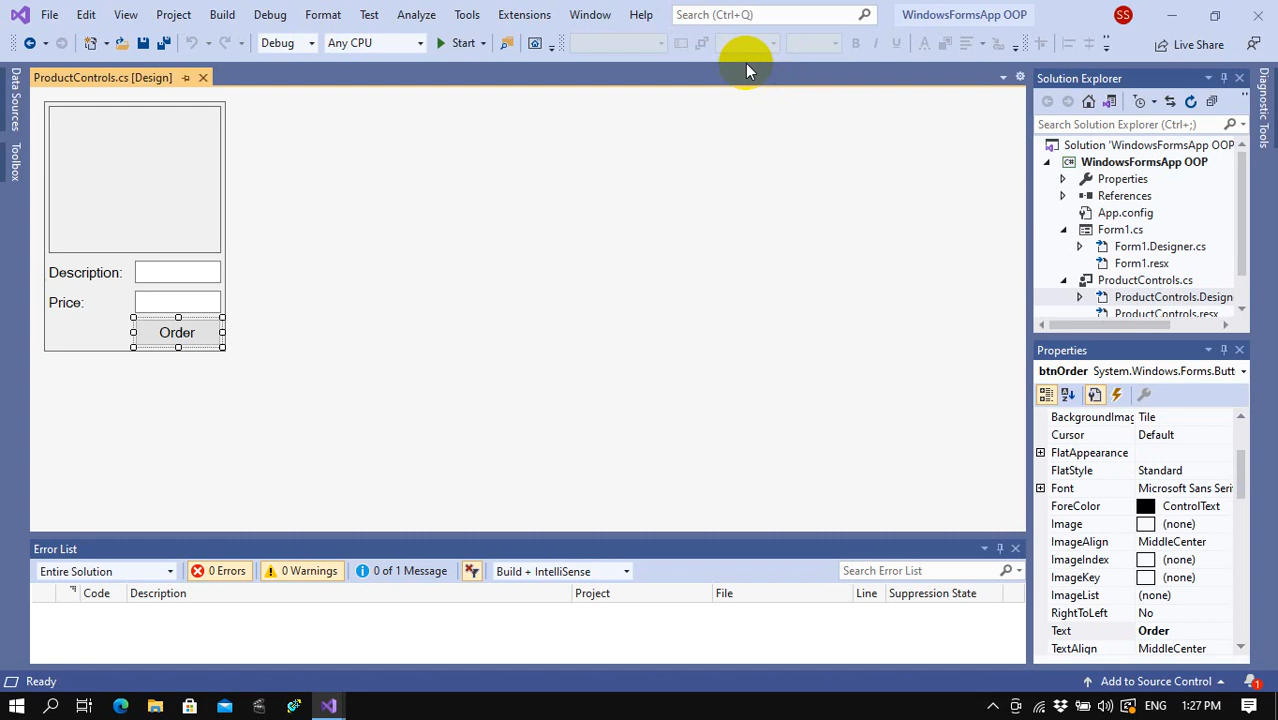 File Edit View Project Build Debug Format Test Analyze Tools Extensions Window Help Search (Ctrl+Q) WindowsFormsApp OOP SS
Debug Any CPU Start Live Share
Data Sources
Toolbox
ProductControls.cs [Design]
Description:
Price:
Order
Solution Explorer
Search Solution Explorer (Ctrl+;)
Solution 'WindowsFormsApp OOP
WindowsFormsApp OOP
Properties
References
App.config
Form1.cs
Form1.Designer.cs
Form1.resx
ProductControls.cs
ProductControls.Design
ProductControls.resx
Diagnostic Tools
Properties
btnOrder System.Windows.Forms.Butt
BackgroundImag Tile
Cursor Default
FlatAppearance
FlatStyle Standard
Font Microsoft Sans Serif
ForeColor ControlText
Image (none)
ImageAlign MiddleCenter
ImageIndex (none)
ImageKey (none)
ImageList (none)
RightToLeft No
Text Order
TextAlign MiddleCenter
Error List
Entire Solution 0 Errors 0 Warnings 0 of 1 Message Build + IntelliSense Search Error List
Code Description Project File Line Suppression State
Ready Add to Source Control 1
ENG 1:27 PM